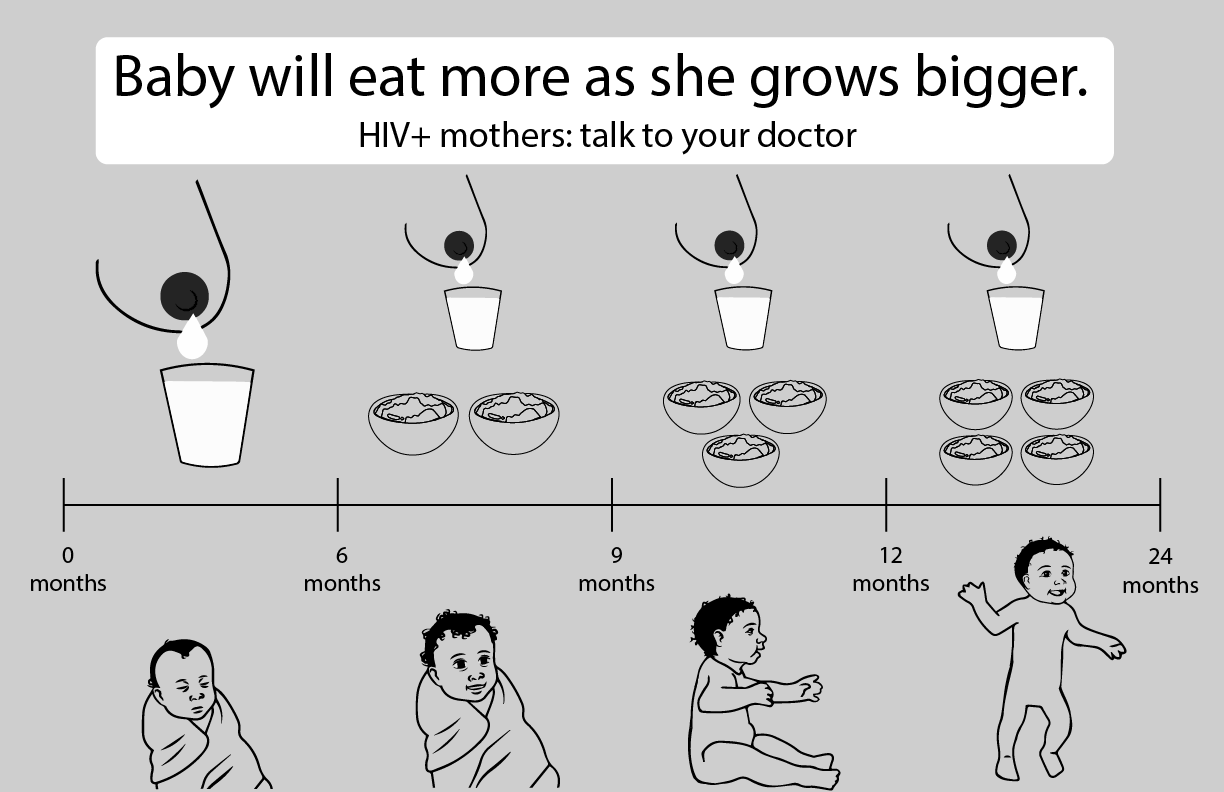 Baby will eat more as she grows bigger.
HIV+ mothers: talk to your doctor
0 months
6 months
9 months
12 months
24 months